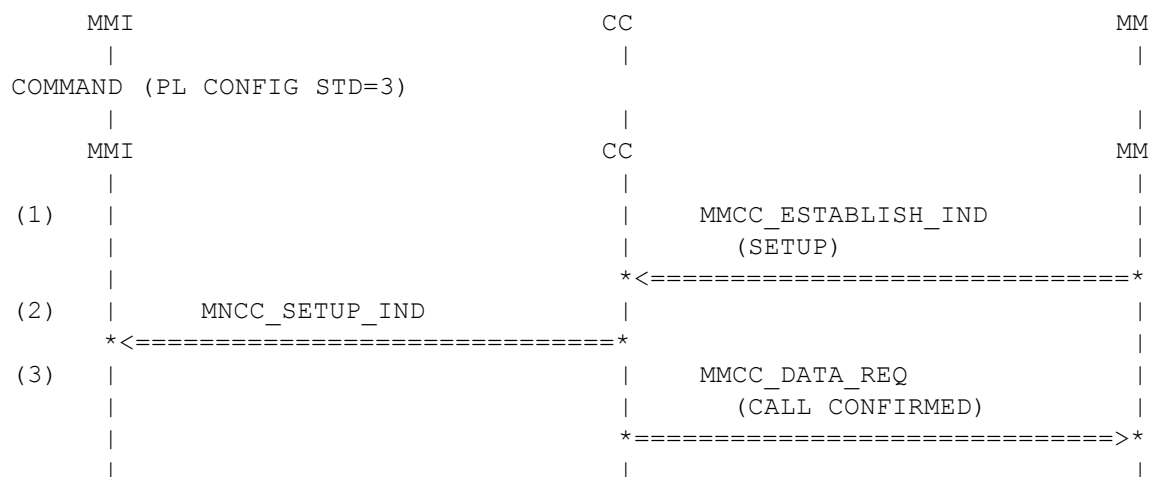 MMI CC MM
| | |
COMMAND (PL CONFIG STD=3)
| | |
MMI CC MM
| | |
(1) | | MMCC_ESTABLISH_IND |
| | (SETUP) |
| *<==============================*
(2) | MNCC_SETUP_IND | |
*<==============================* |
(3) | | MMCC_DATA_REQ |
| | (CALL CONFIRMED) |
| *==============================>*
| | |